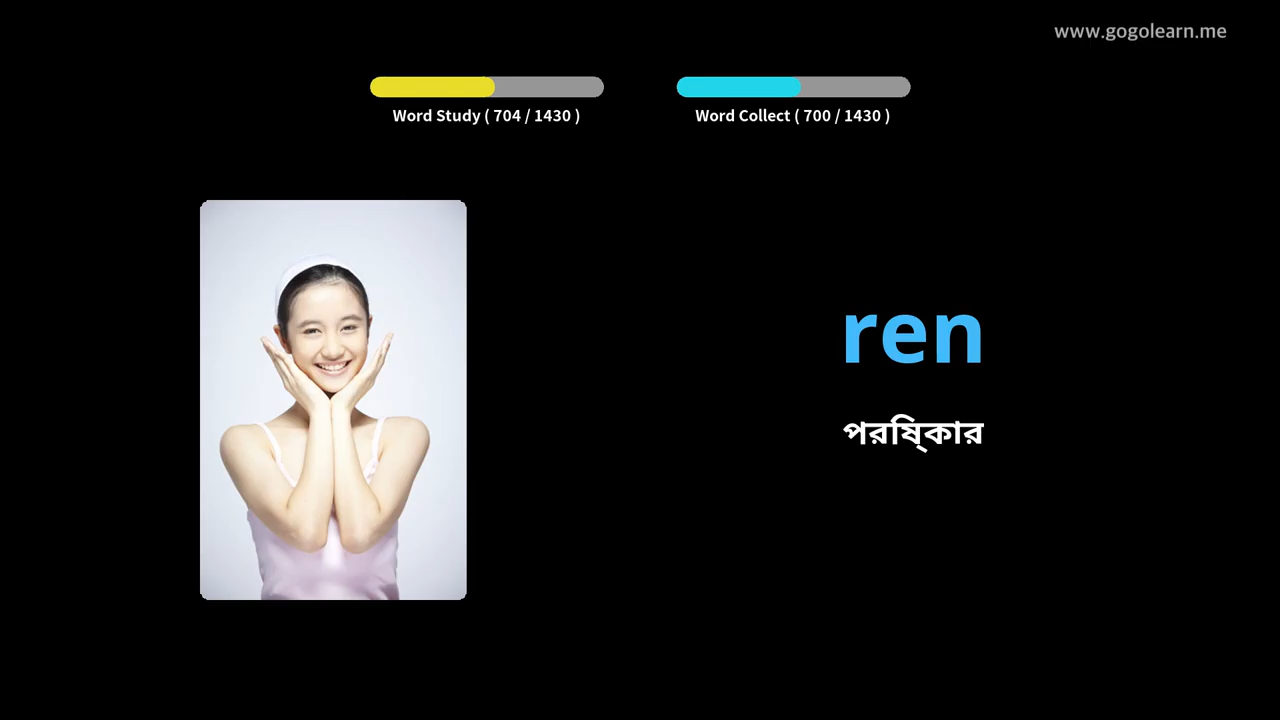 www.gogolearn.me
Word Study ( 704 / 1430 )
Word Collect ( 700 / 1430 )
ren
পরষ্কিার